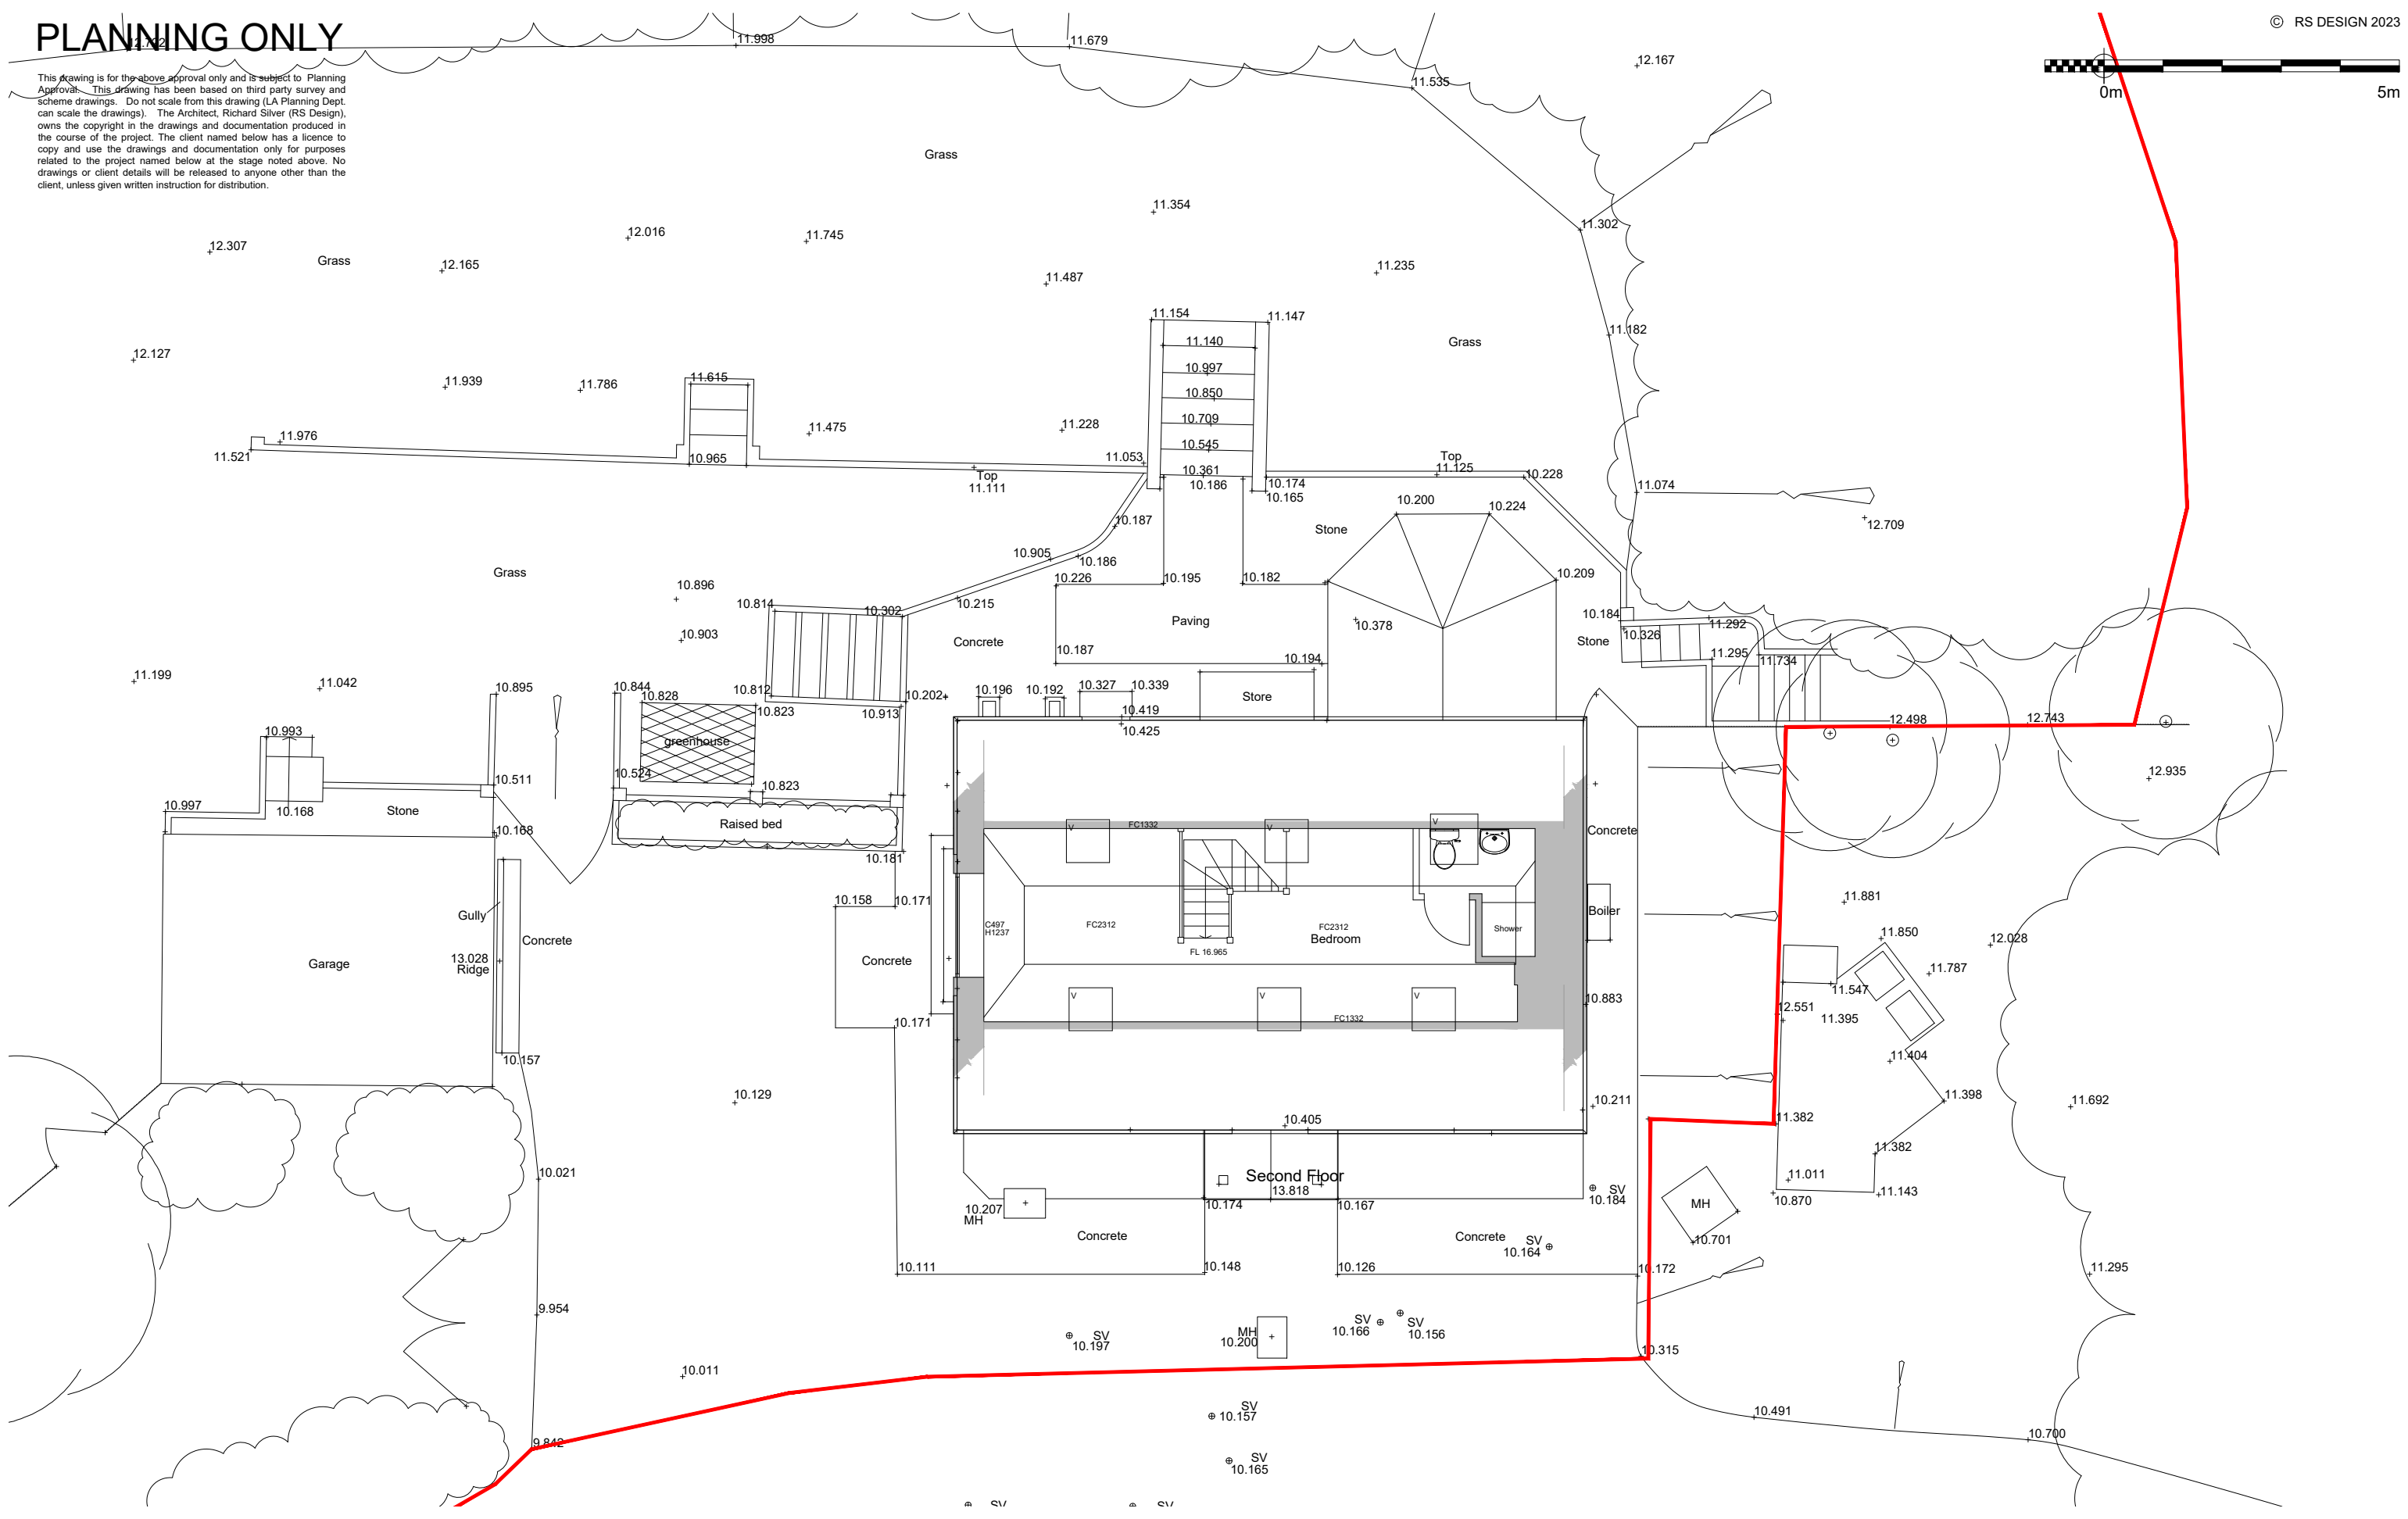 PLANNING ONLY
© RS DESIGN 2023
This drawing is for the above approval only and is subject to Planning
Approval. This drawing has been based on third party survey and
scheme drawings. Do not scale from this drawing (LA Planning Dept.
can scale the drawings). The Architect, Richard Silver (RS Design),
owns the copyright in the drawings and documentation produced in
the course of the project. The client named below has a licence to
copy and use the drawings and documentation only for purposes
related to the project named below at the stage noted above. No
drawings or client details will be released to anyone other than the
client, unless given written instruction for distribution.
0m 5m
11.998
11.679
12.167
11.535
Grass
11.354
11.302
12.307
12.016
11.745
Grass
12.165
11.487
11.235
11.154
11.147
11.182
11.140
Grass
12.127
10.997
11.939
11.786
11.615
10.850
10.709
11.475
11.228
11.976
10.545
11.521
10.965
11.053
10.361
Top
11.125
10.228
Top
11.111
10.186
10.174
10.165
11.074
10.200
10.224
12.709
10.187
Stone
10.905
10.186
Grass
10.226
10.195
10.182
10.209
10.896
10.814
10.302
10.215
10.184
11.292
Paving
10.378
10.326
10.903
Concrete
Stone
10.187
10.194
11.295
11.734
11.199
11.042
10.895
10.844
10.828
10.812
10.202
10.196
10.192
10.327
10.339
Store
10.823
10.913
10.419
10.425
12.498
12.743
10.993
greenhouse
10.511
10.524
10.823
12.935
10.997
10.168
Stone
Raised bed
10.168
FC1332
V
V
V
Concrete
10.181
10.158
10.171
11.881
Gully
C497
H1237
FC2312
FC2312
Bedroom
Shower
Boiler
Concrete
11.850
12.028
Garage
13.028
Ridge
Concrete
FL 16.965
11.787
11.547
V
V
V
10.883
12.551
11.395
10.171
FC1332
10.157
11.404
10.129
10.211
11.398
11.692
10.405
11.382
11.382
10.021
Second Floor
13.818
11.011
10.207
MH
10.174
10.167
SV
10.184
10.870
11.143
MH
Concrete
Concrete
SV
10.164
10.701
10.111
10.148
10.126
10.172
11.295
9.954
SV
10.197
MH
10.200
SV
10.166
SV
10.156
10.315
10.011
SV
10.157
10.491
9.842
10.700
SV
10.165
SV
SV